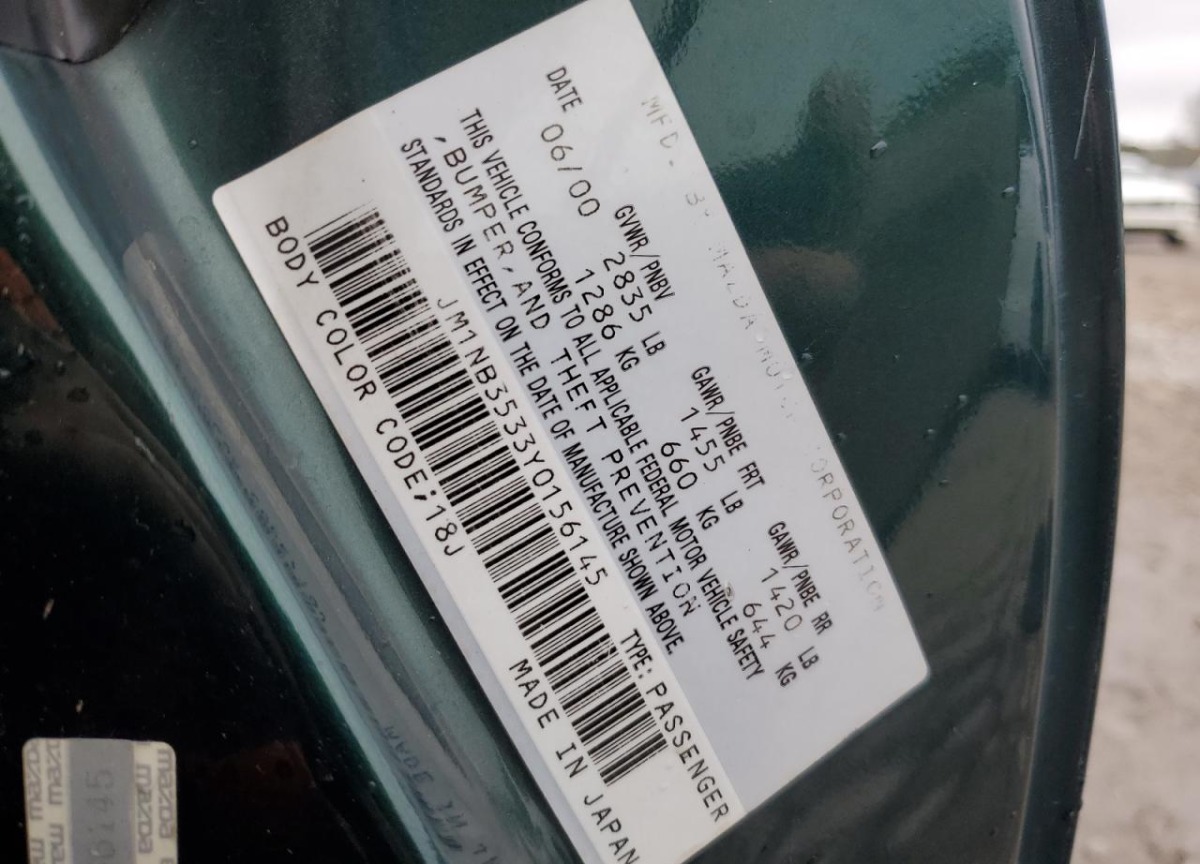 MFD. BY MAZDA MOTOR CORPORATION
DATE GVWR/PNBV GAWR/PNBE FRT GAWR/PNBE RR
06/00 2835 LB 1455 LB 1420 LB
1286 KG 660 KG 644 KG
THIS VEHICLE CONFORMS TO ALL APPLICABLE FEDERAL MOTOR VEHICLE SAFETY
, BUMPER, AND THEFT PREVENTION
STANDARDS IN EFFECT ON THE DATE OF MANUFACTURE SHOWN ABOVE
JM1NB3533Y0156145 TYPE: PASSENGER
BODY COLOR CODE;18J MADE IN JAPAN
mazda
mazda
6145